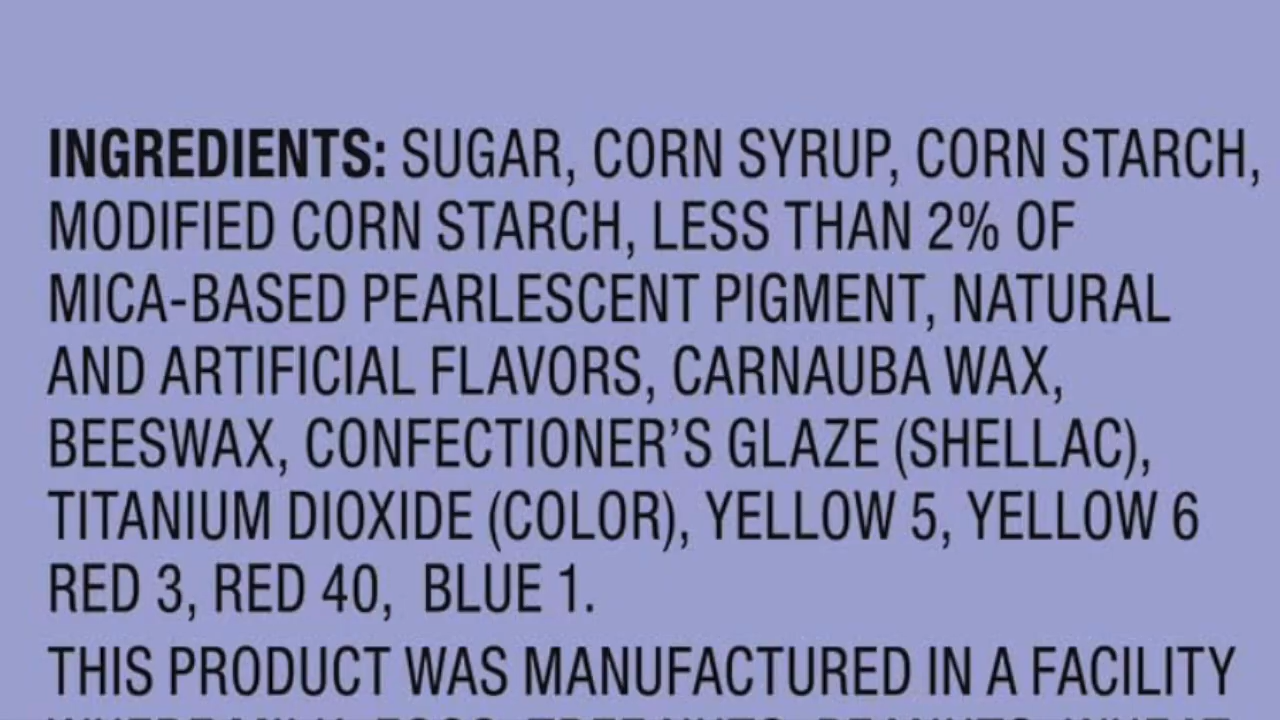 INGREDIENTS: SUGAR, CORN SYRUP, CORN STARCH,
MODIFIED CORN STARCH, LESS THAN 2% OF
MICA-BASED PEARLESCENT PIGMENT, NATURAL
AND ARTIFICIAL FLAVORS, CARNAUBA WAX,
BEESWAX, CONFECTIONER’S GLAZE (SHELLAC),
TITANIUM DIOXIDE (COLOR), YELLOW 5, YELLOW 6
RED 3, RED 40,  BLUE 1.
THIS PRODUCT WAS MANUFACTURED IN A FACILITY